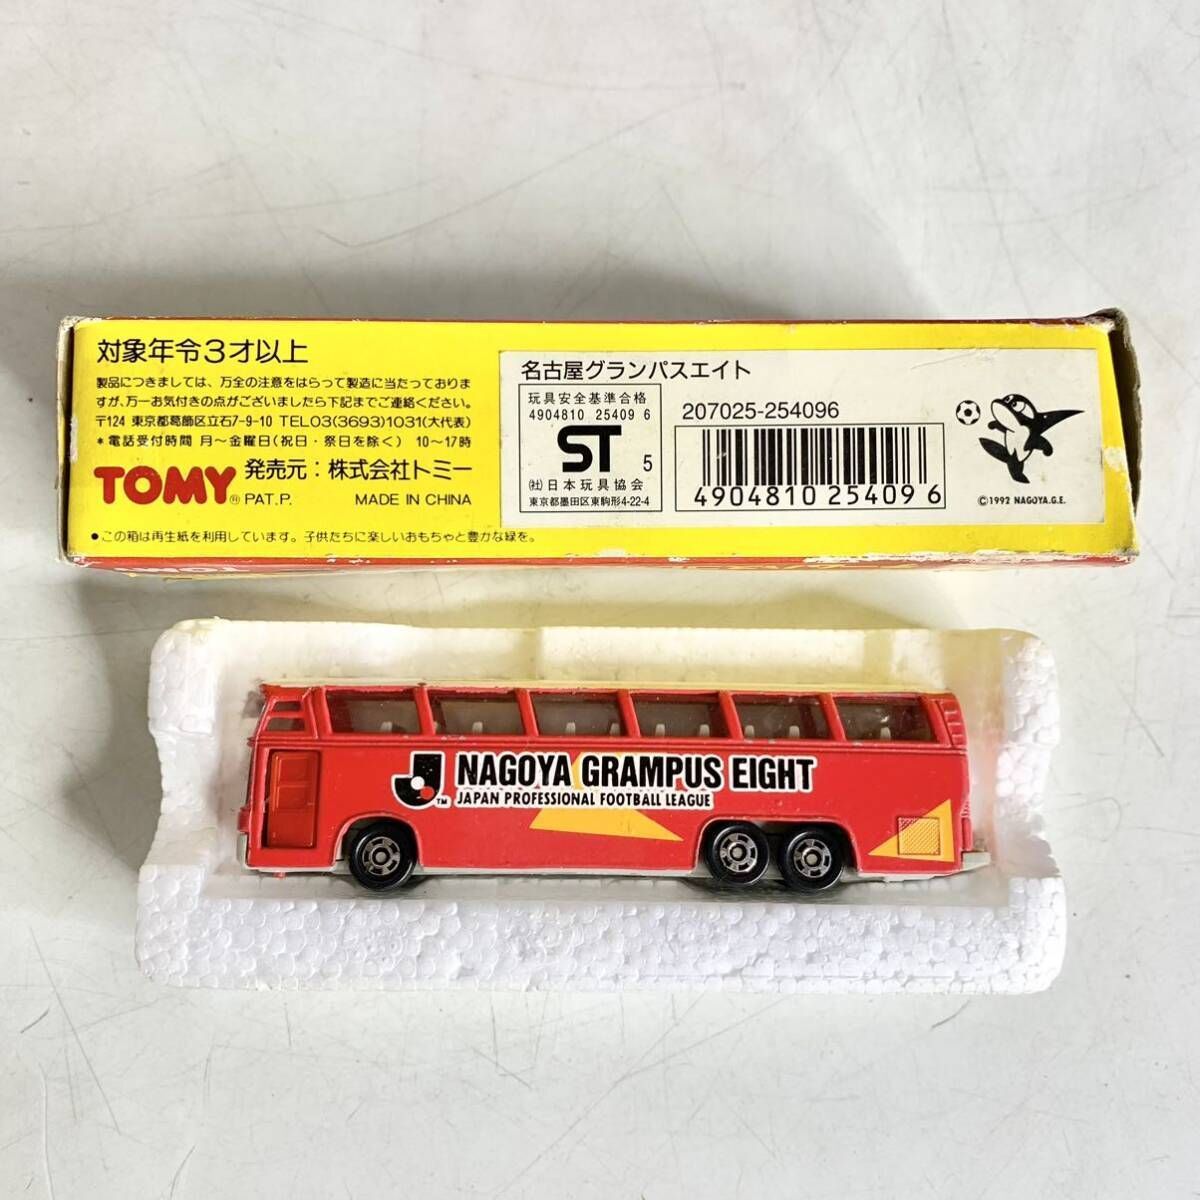 対象年令3才以上
製品につきましては、万全の注意をはらって製造に当たっておりま
すが、万一お気付きの点がございましたら下記までご連絡ください。
〒124 東京都葛飾区立石7-9-10 TEL03(3693)1031(大代表)
*電話受付時間 月〜金曜日(祝日・祭日を除く) 10〜17時
TOMY® 発売元:株式会社トミー
PAT.P. MADE IN CHINA
●この箱は再生紙を利用しています。子供たちに楽しいおもちゃと豊かな緑を。
名古屋グランパスエイト
玩具安全基準合格
4904810 25409 6
ST 5
(社)日本玩具協会
東京都墨田区東駒形4-22-4
207025-254096
4904810254096
©1992 NAGOYA.G.E.
TOMY
J™ NAGOYA GRAMPUS EIGHT
JAPAN PROFESSIONAL FOOTBALL LEAGUE